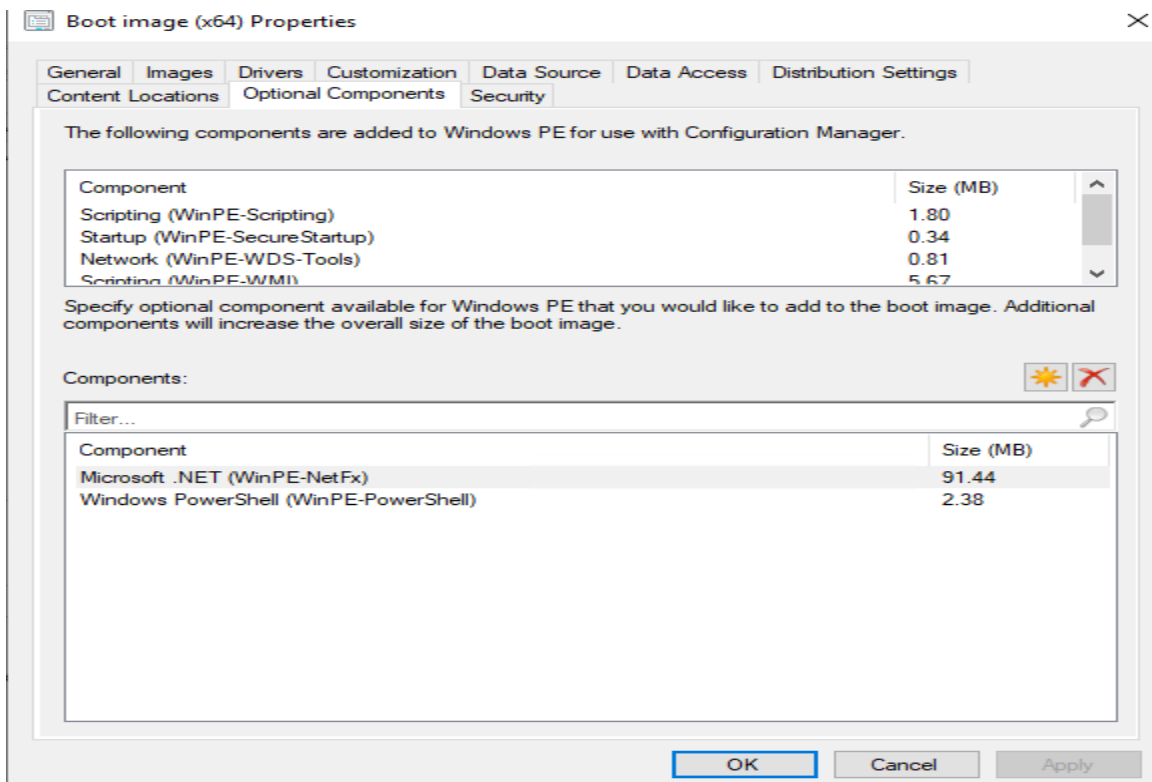 Boot image (x64) Properties
General Images Drivers Customization Data Source Data Access Distribution Settings
Content Locations Optional Components Security
The following components are added to Windows PE for use with Configuration Manager.
Component Size (MB)
Scripting (WinPE-Scripting) 1.80
Startup (WinPE-SecureStartup) 0.34
Network (WinPE-WDS-Tools) 0.81
Scripting (WinPE-WMI) 5.67
Specify optional component available for Windows PE that you would like to add to the boot image. Additional
components will increase the overall size of the boot image.
Components:
Filter...
Component Size (MB)
Microsoft .NET (WinPE-NetFx) 91.44
Windows PowerShell (WinPE-PowerShell) 2.38
OK Cancel Apply